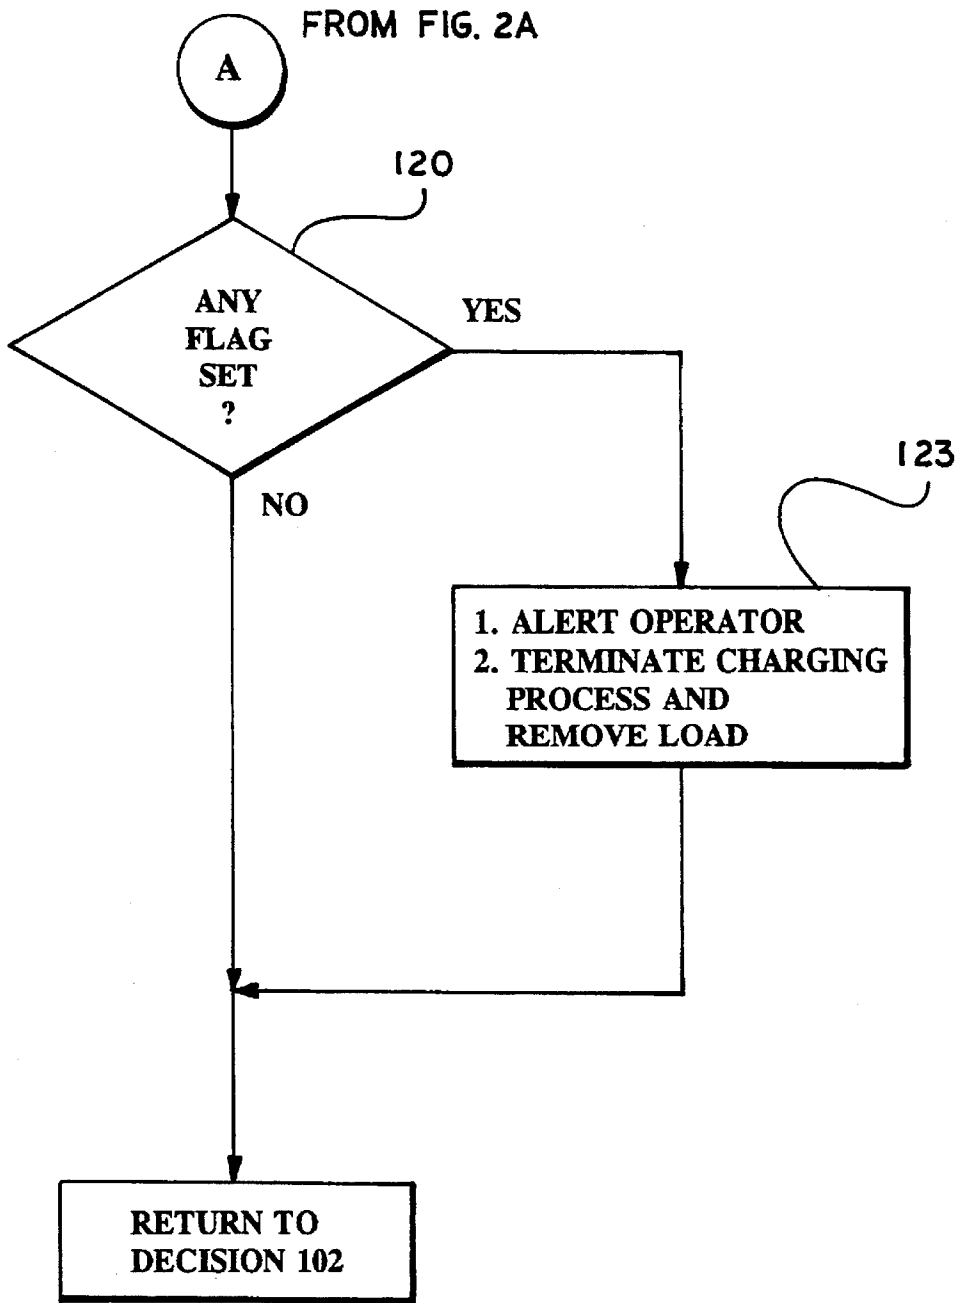 FROM FIG. 2A
A
120
ANY
FLAG
SET
?
YES
NO
123
1. ALERT OPERATOR
2. TERMINATE CHARGING
PROCESS AND
REMOVE LOAD
RETURN TO
DECISION 102